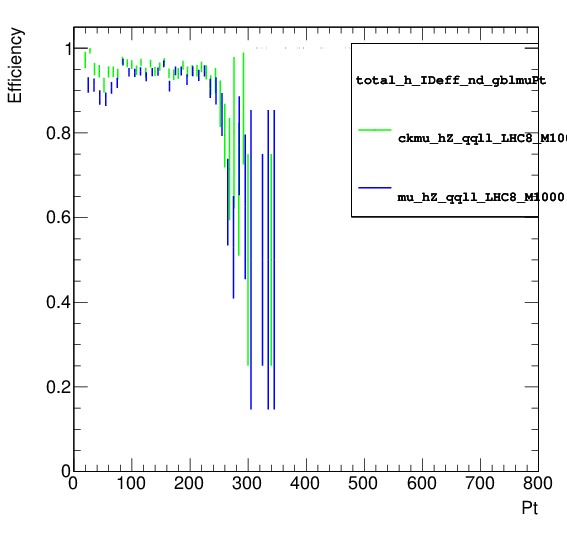 Efficiency
1
0.8
0.6
0.4
0.2
0
0 100 200 300 400 500 600 700 800
Pt
total_h_IDeff_nd_gblmuPt
ckmu_hZ_qqll_LHC8_M100
mu_hZ_qqll_LHC8_M1000